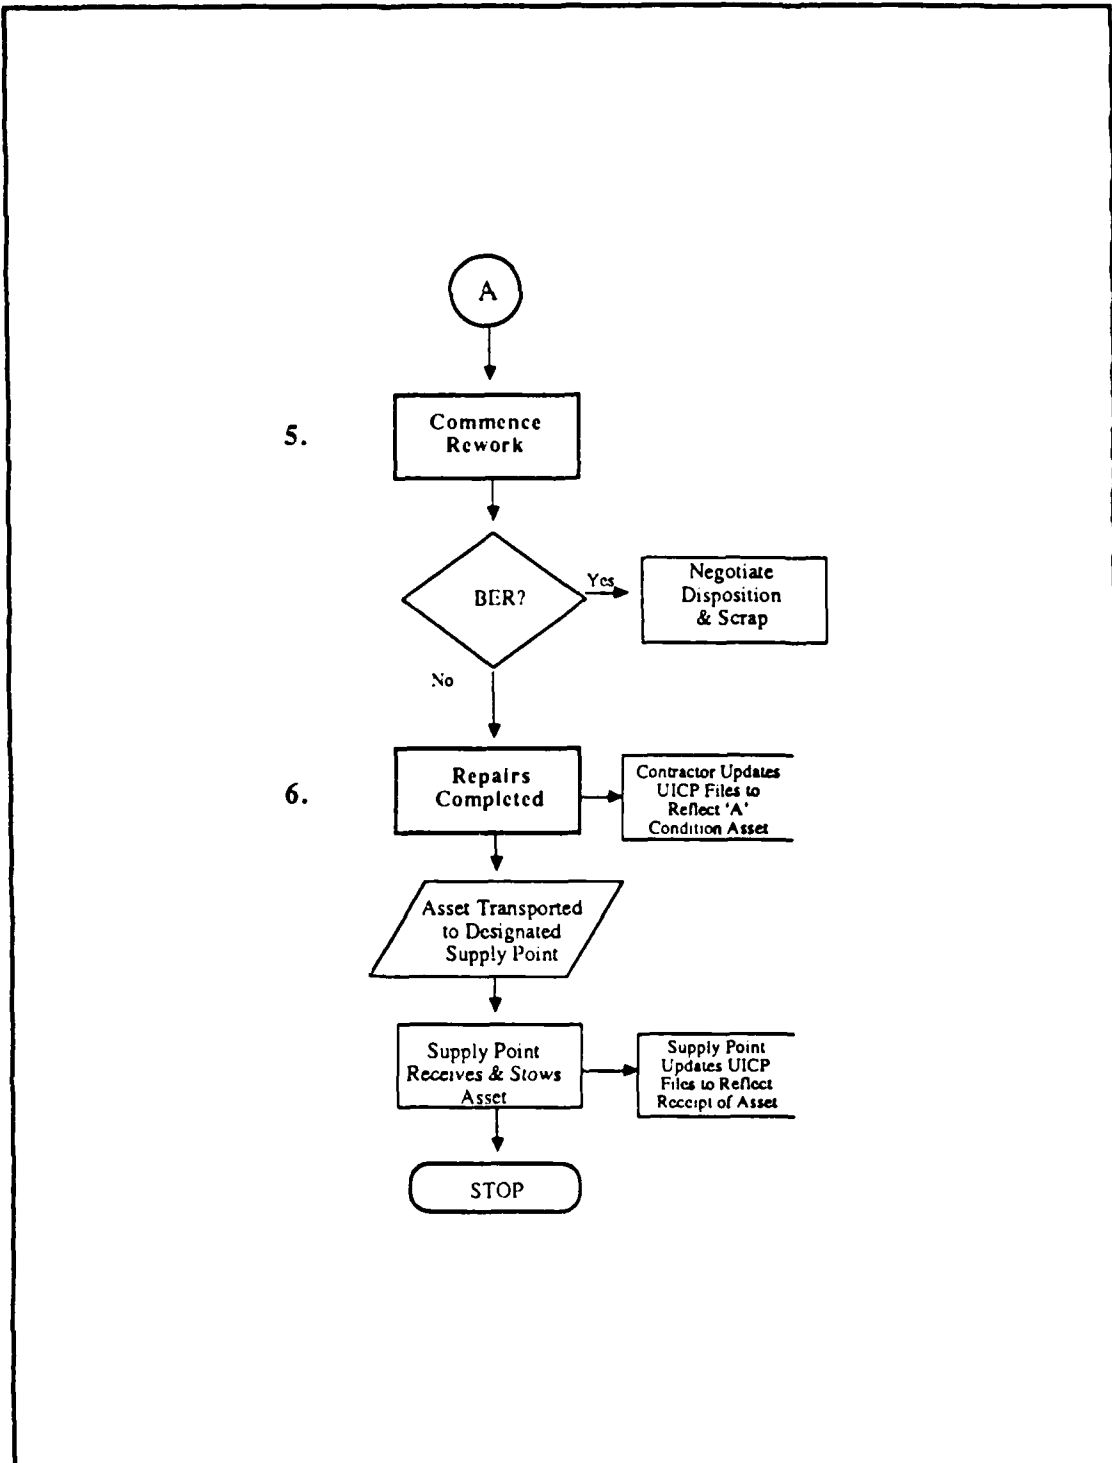 A
5.
Commence
Rework
BER?
Yes
Negotiate
Disposition
& Scrap
No
6.
Repairs
Completed
Contractor Updates
UICP Files to
Reflect 'A'
Condition Asset
Asset Transported
to Designated
Supply Point
Supply Point
Receives & Stows
Asset
Supply Point
Updates UICP
Files to Reflect
Receipt of Asset
STOP